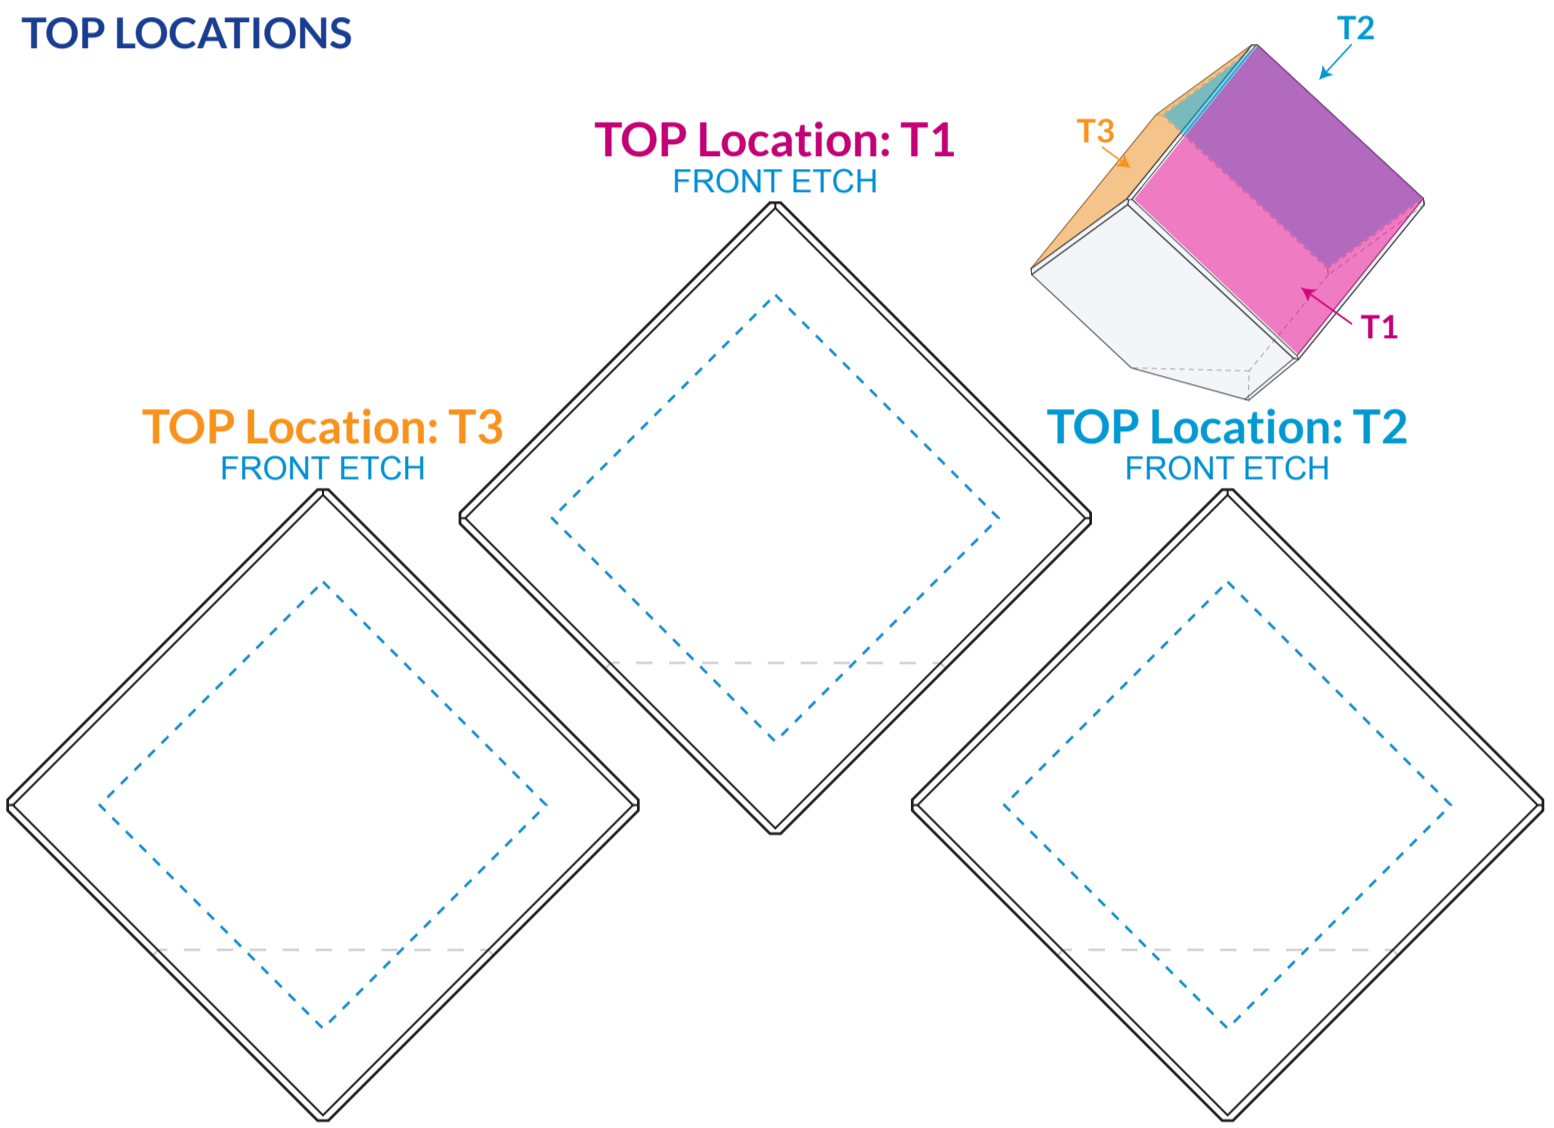 TOP LOCATIONS
T2
T3
T1
TOP Location: T1
FRONT ETCH
TOP Location: T3
FRONT ETCH
TOP Location: T2
FRONT ETCH